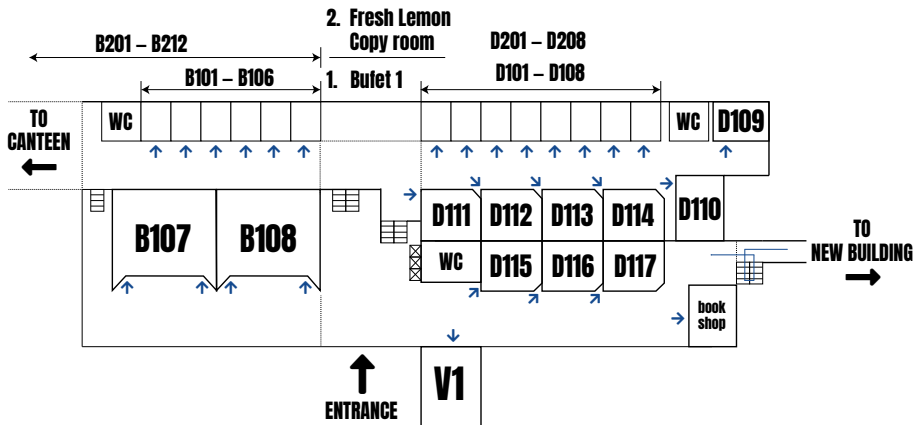 2. Fresh Lemon
Copy room
B201 – B212
D201 – D208
B101 – B106
1. Bufet 1
D101 – D108
TO
CANTEEN
WC
WC
D109
B107
B108
D111
D112
D113
D114
D110
WC
D115
D116
D117
TO
NEW BUILDING
book
shop
V1
ENTRANCE